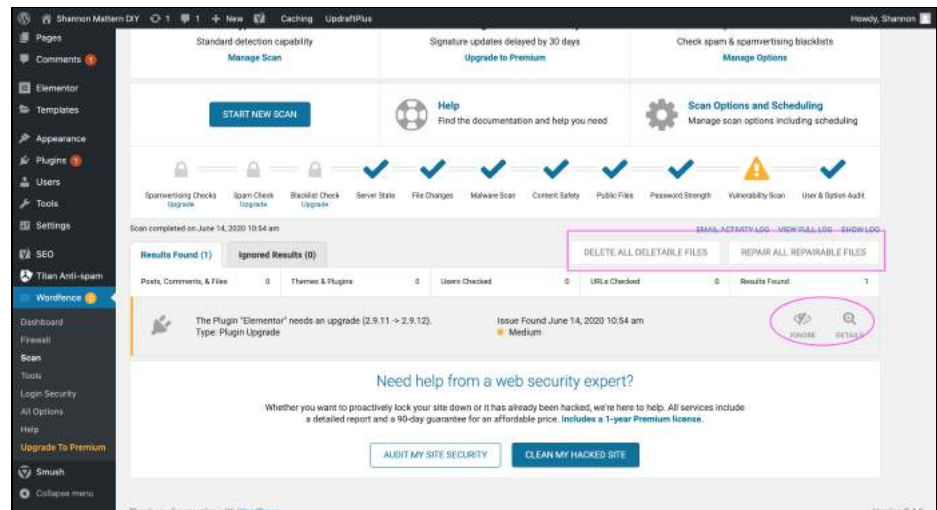 Shannon Mattern DIY 1 1 + New Caching UpdraftPlus Howdy, Shannon
Pages
Comments 1
Elementor
Templates
Appearance
Plugins 1
Users
Tools
Settings
SEO
Titan Anti-spam
Wordfence
Dashboard
Firewall
Scan
Tools
Login Security
All Options
Help
Upgrade To Premium
Smush
Collapse menu
Standard detection capability
Manage Scan
Signature updates delayed by 30 days
Upgrade to Premium
Check spam & spamvertising blacklists
Manage Options
START NEW SCAN
Help
Find the documentation and help you need
Scan Options and Scheduling
Manage scan options including scheduling
Spamvertising Checks
Upgrade
Spam Check
Upgrade
Blacklist Check
Upgrade
Server State
File Changes
Malware Scan
Content Safety
Public Files
Password Strength
Vulnerability Scan
User & Option Audit
Scan completed on June 14, 2020 10:54 am
EMAIL ACTIVITY LOG VIEW FULL LOG SHOW LOG
Results Found (1) Ignored Results (0)
DELETE ALL DELETABLE FILES REPAIR ALL REPAIRABLE FILES
Posts, Comments, & Files 0 Themes & Plugins 0 Users Checked 0 URLs Checked 0 Results Found 1
The Plugin "Elementor" needs an upgrade (2.9.11 -> 2.9.12).
Type: Plugin Upgrade
Issue Found June 14, 2020 10:54 am
Medium
IGNORE DETAILS
Need help from a web security expert?
Whether you want to proactively lock your site down or it has already been hacked, we're here to help. All services include
a detailed report and a 90-day guarantee for an affordable price. Includes a 1-year Premium license.
AUDIT MY SITE SECURITY CLEAN MY HACKED SITE